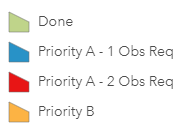 Done
Priority A - 1 Obs Req
Priority A - 2 Obs Req
Priority B